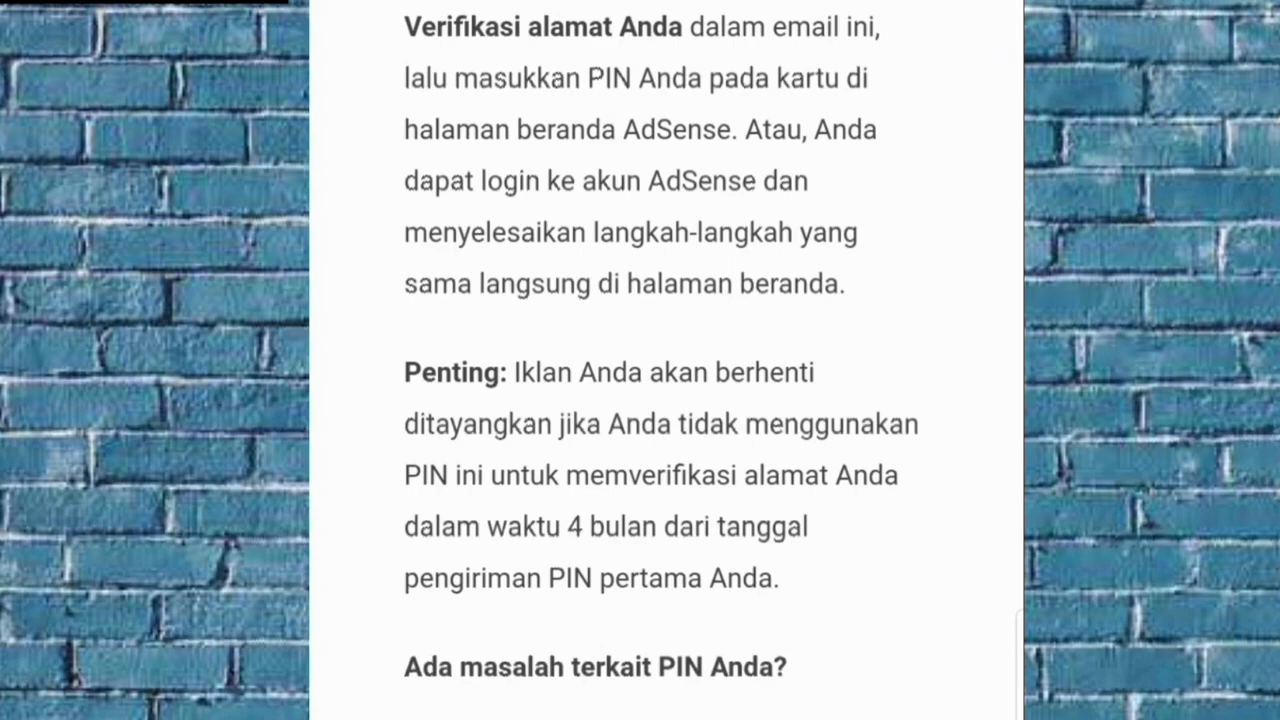 Verifikasi alamat Anda dalam email ini,
lalu masukkan PIN Anda pada kartu di
halaman beranda AdSense. Atau, Anda
dapat login ke akun AdSense dan
menyelesaikan langkah-langkah yang
sama langsung di halaman beranda.
Penting: Iklan Anda akan berhenti
ditayangkan jika Anda tidak menggunakan
PIN ini untuk memverifikasi alamat Anda
dalam waktu 4 bulan dari tanggal
pengiriman PIN pertama Anda.
Ada masalah terkait PIN Anda?